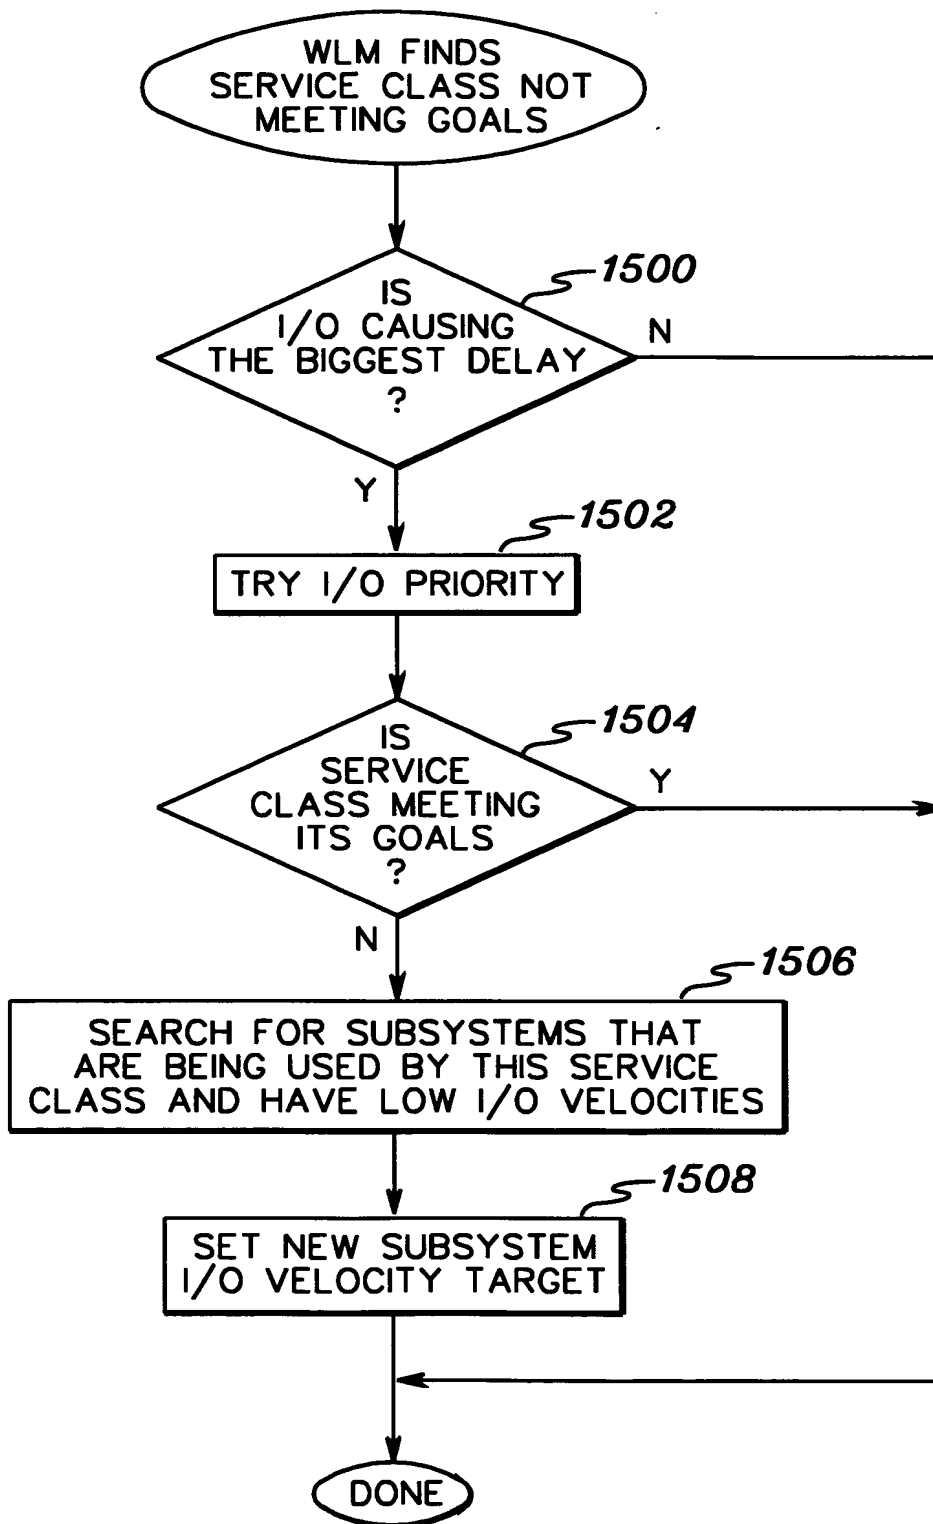 WLM FINDS
SERVICE CLASS NOT
MEETING GOALS
1500
IS
I/O CAUSING
THE BIGGEST DELAY
?
N
Y
1502
TRY I/O PRIORITY
1504
IS
SERVICE
CLASS MEETING
ITS GOALS
?
Y
N
1506
SEARCH FOR SUBSYSTEMS THAT
ARE BEING USED BY THIS SERVICE
CLASS AND HAVE LOW I/O VELOCITIES
1508
SET NEW SUBSYSTEM
I/O VELOCITY TARGET
DONE